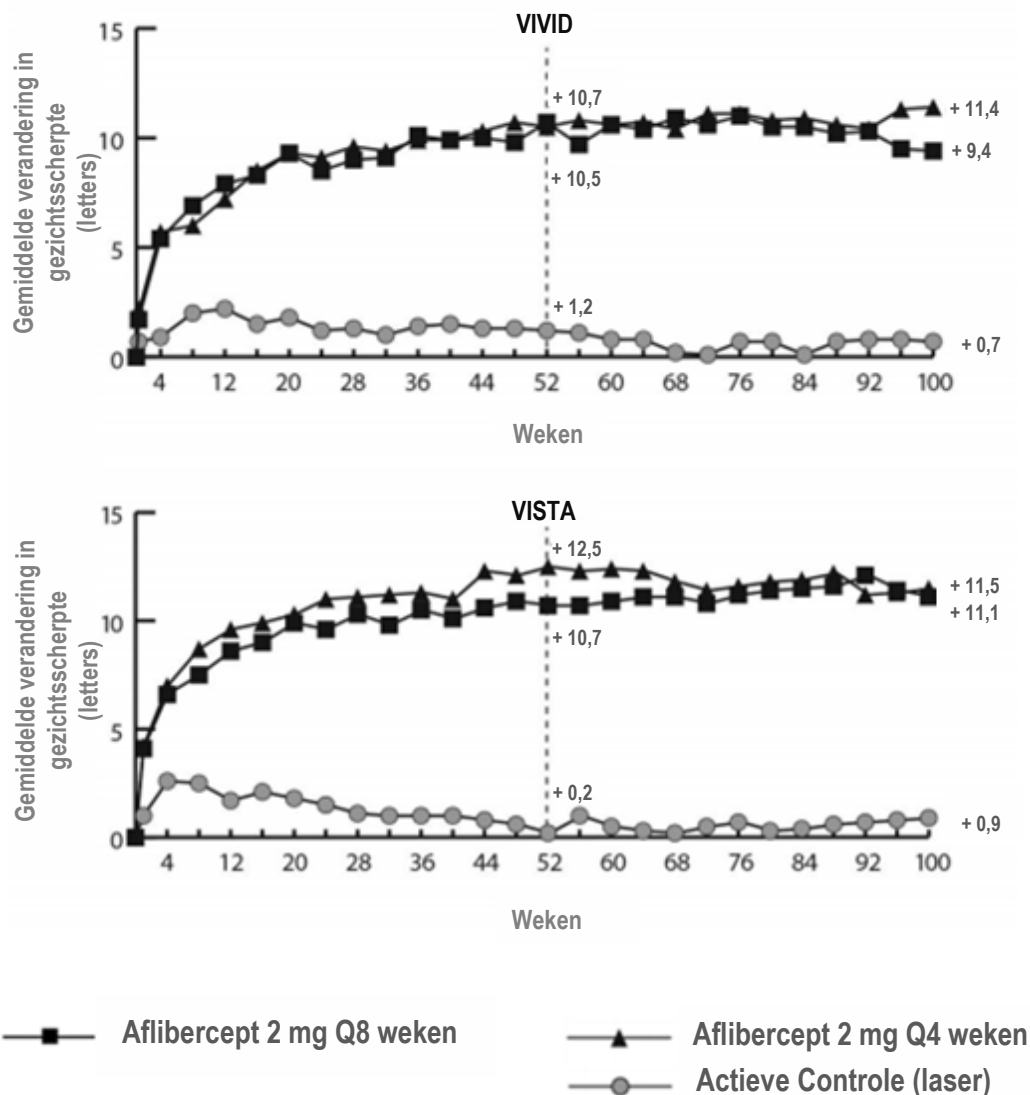 VIVID
Gemiddelde verandering in
gezichtsscherpte
(letters)
15
10
5
0
+ 10,7
+ 10,5
+ 1,2
+ 11,4
+ 9,4
+ 0,7
4 12 20 28 36 44 52 60 68 76 84 92 100
Weken
VISTA
Gemiddelde verandering in
gezichtsscherpte
(letters)
15
10
5
0
+ 12,5
+ 10,7
+ 0,2
+ 11,5
+ 11,1
+ 0,9
4 12 20 28 36 44 52 60 68 76 84 92 100
Weken
Aflibercept 2 mg Q8 weken
Aflibercept 2 mg Q4 weken
Actieve Controle (laser)